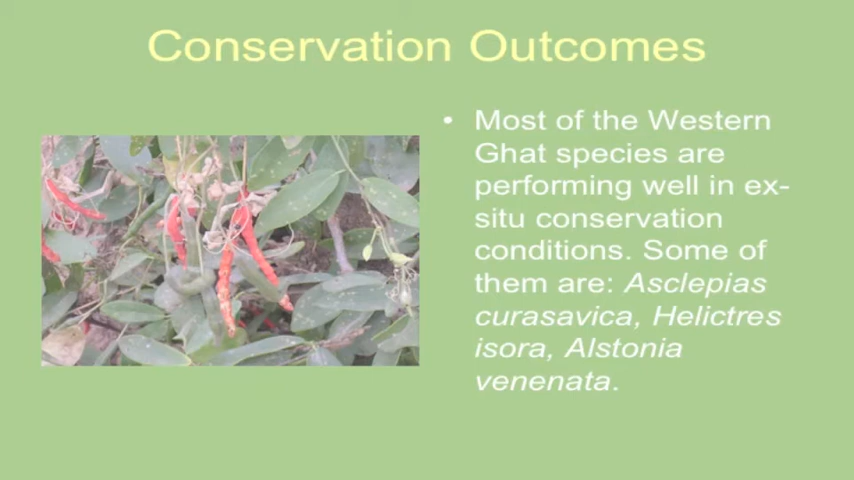 Conservation Outcomes
• Most of the Western
Ghat species are
performing well in ex-
situ conservation
conditions. Some of
them are: Asclepias
curasavica, Helictres
isora, Alstonia
venenata.